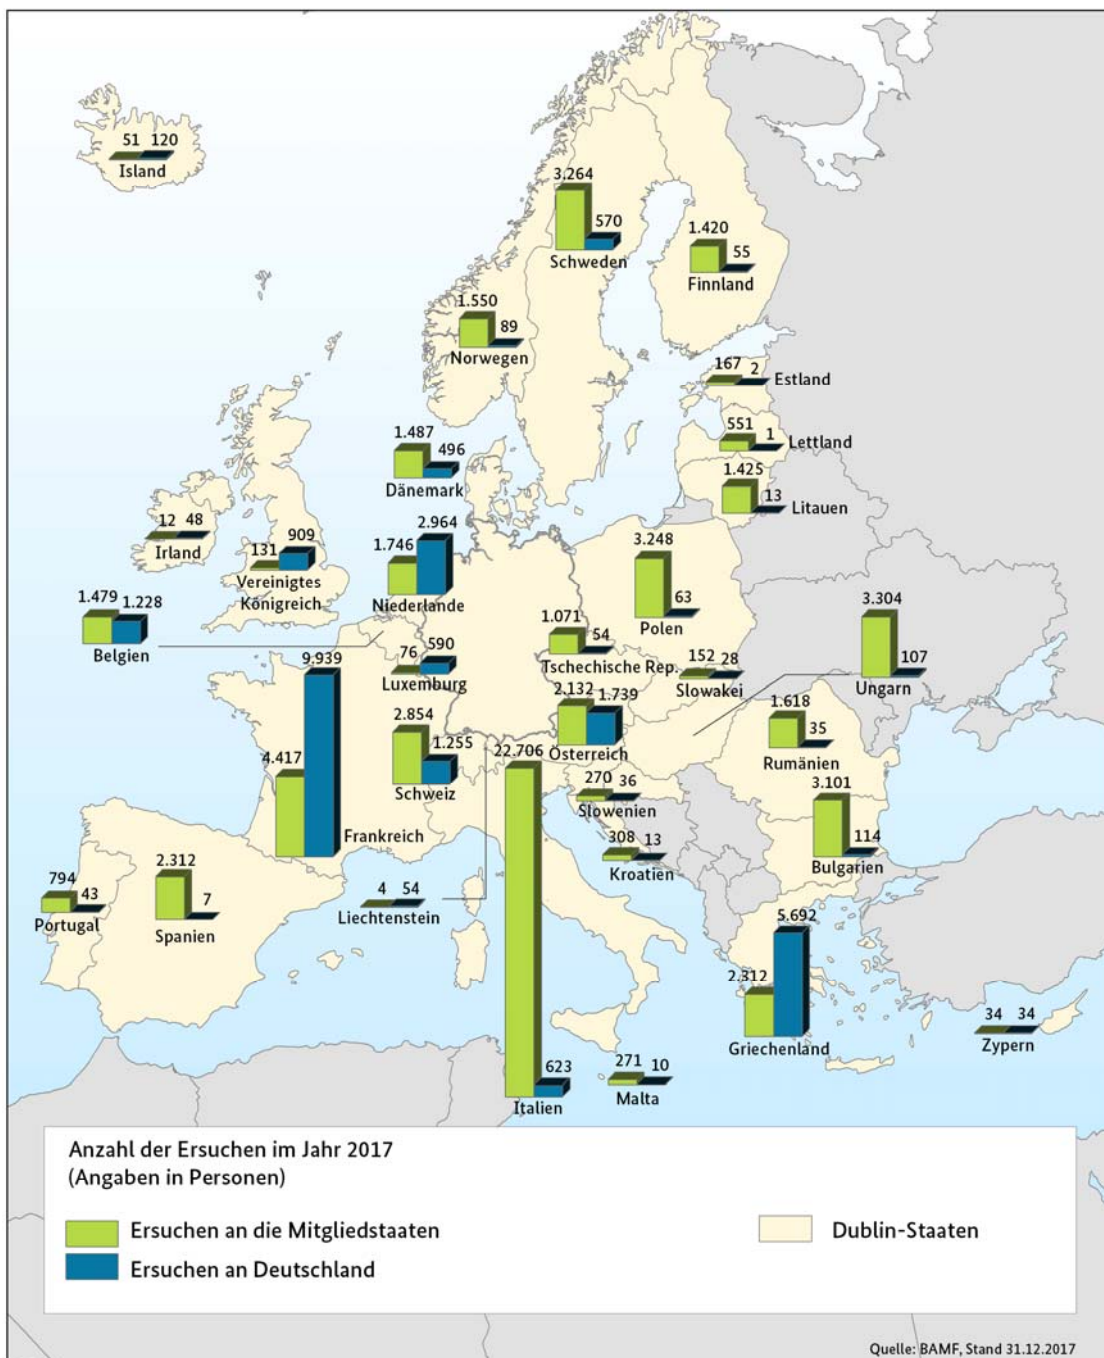 51 120
Island
3.264
570
Schweden
1.420
55
Finnland
1.550
89
Norwegen
167 2
Estland
551
1
Lettland
1.425
13
Litauen
1.487
496
Dänemark
12 48
Irland
909
131
Vereinigtes
Königreich
2.964
1.746
Niederlande
3.248
63
Polen
1.479
1.228
Belgien
1.071
54
Tschechische Rep.
152 28
Slowakei
3.304
107
Ungarn
9.939
4.417
Frankreich
590
76
Luxemburg
2.132
1.739
Österreich
1.618
35
Rumänien
2.854
1.255
Schweiz
22.706
623
Italien
270 36
Slowenien
3.101
114
Bulgarien
308 13
Kroatien
794
43
Portugal
2.312
7
Spanien
4 54
Liechtenstein
5.692
2.312
Griechenland
34 34
Zypern
271 10
Malta
Anzahl der Ersuchen im Jahr 2017
(Angaben in Personen)
Ersuchen an die Mitgliedstaaten
Dublin-Staaten
Ersuchen an Deutschland
Quelle: BAMF, Stand 31.12.2017